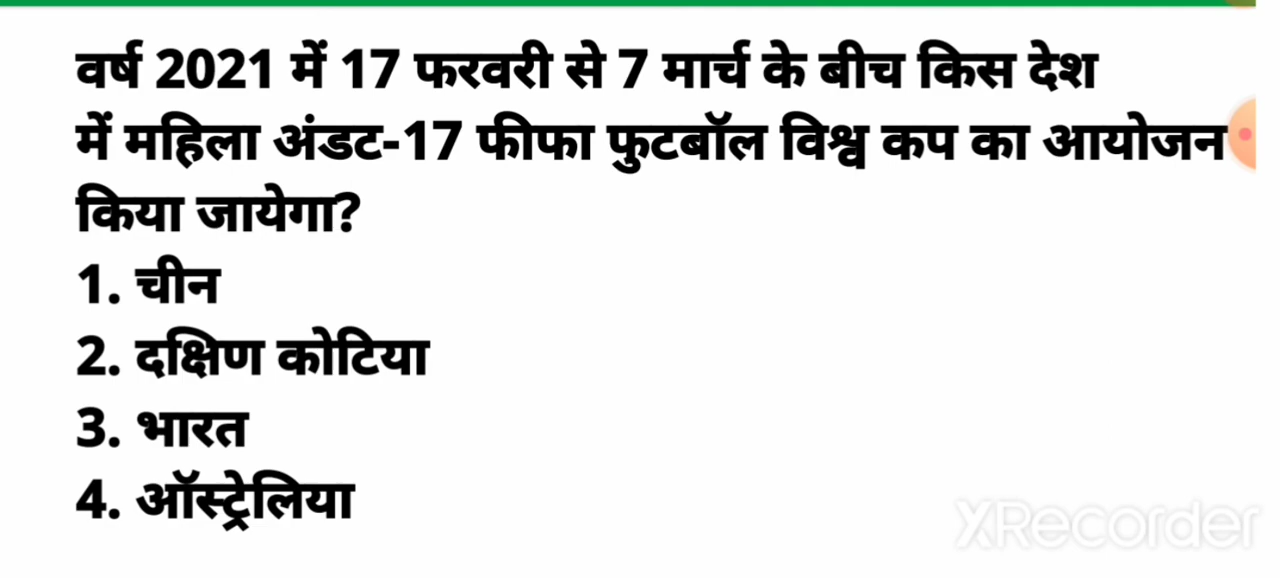 वर्ष 2021 में 17 फरवरी से 7 मार्च के बीच किस देश
में महिला अंडट-17 फीफा फुटबॉल विश्व कप का आयोजन
किया जायेगा?
1. चीन
2. दक्षिण कोटिया
3. भारत
4. ऑस्ट्रेलिया
XRecorder